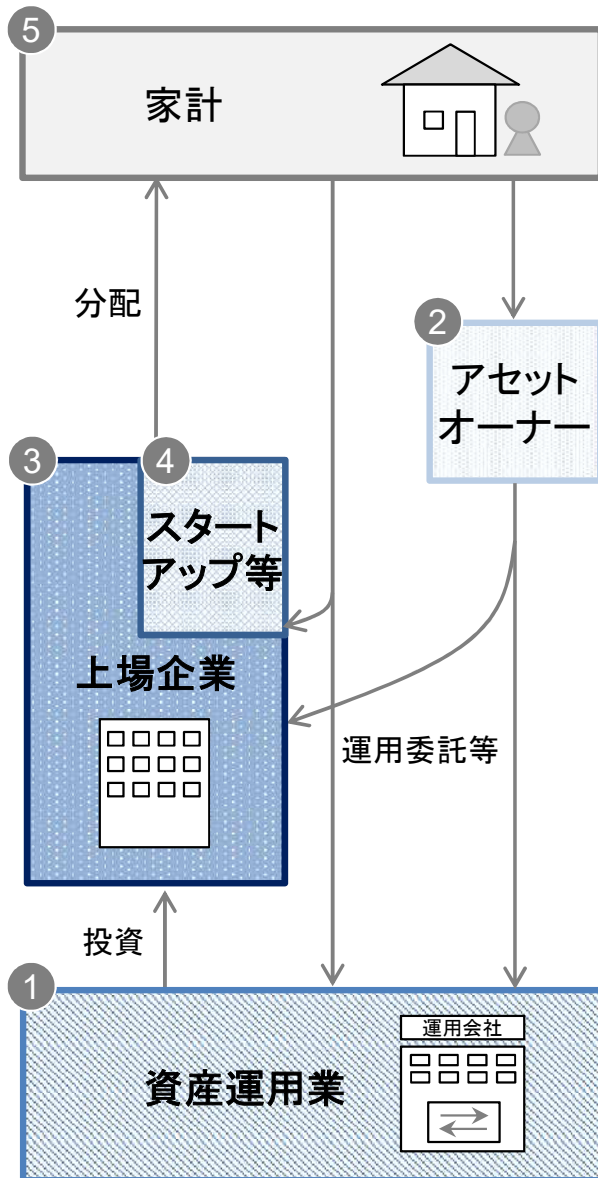 5
家計
分配
2
アセット
オーナー
3
4
スタート
アップ等
上場企業
運用委託等
投資
1
運用会社
資産運用業